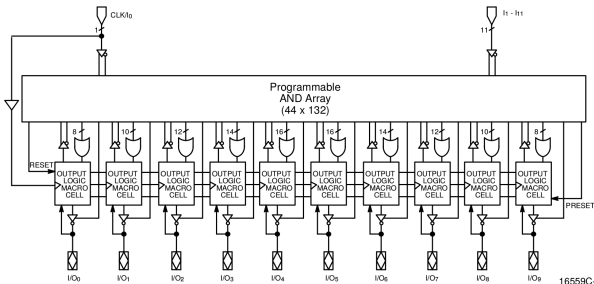 CLK/I0
I1 - I11
1
11
Programmable
AND Array
(44 x 132)
8 10 12 14 16 16 14 12 10 8
RESET
OUTPUT OUTPUT OUTPUT OUTPUT OUTPUT OUTPUT OUTPUT OUTPUT OUTPUT OUTPUT
LOGIC LOGIC LOGIC LOGIC LOGIC LOGIC LOGIC LOGIC LOGIC LOGIC
MACRO MACRO MACRO MACRO MACRO MACRO MACRO MACRO MACRO MACRO
CELL CELL CELL CELL CELL CELL CELL CELL CELL CELL
PRESET
I/O0 I/O1 I/O2 I/O3 I/O4 I/O5 I/O6 I/O7 I/O8 I/O9